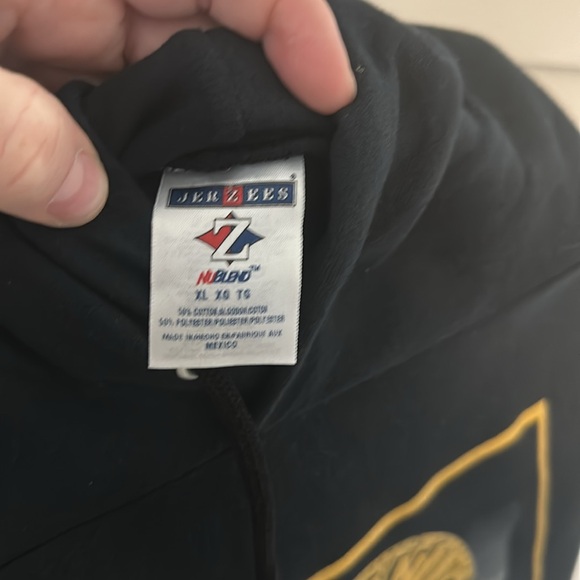 JERZEES®
Z
NUBLEND™
XL XG TG
50% COTTON/ALGODON/COTON
50% POLYESTER/POLIESTER/POLYESTER
MADE IN/HECHO EN/FABRIQUE AUX
MEXICO